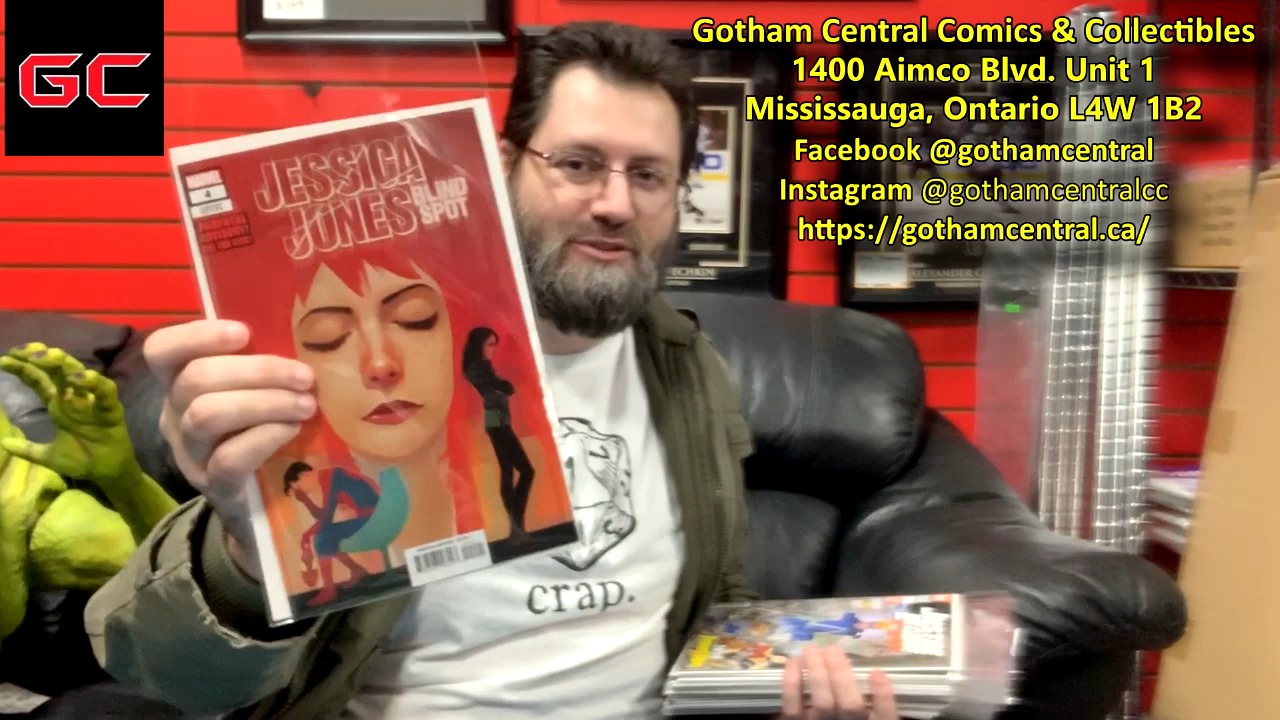 GC
Gotham Central Comics & Collectibles
1400 Aimco Blvd. Unit 1
Mississauga, Ontario L4W 1B2
Facebook @gothamcentral
Instagram @gothamcentralcc
https://gothamcentral.ca/
MARVEL
4
JESSICA
JONES
BLIND
SPOT
crap.